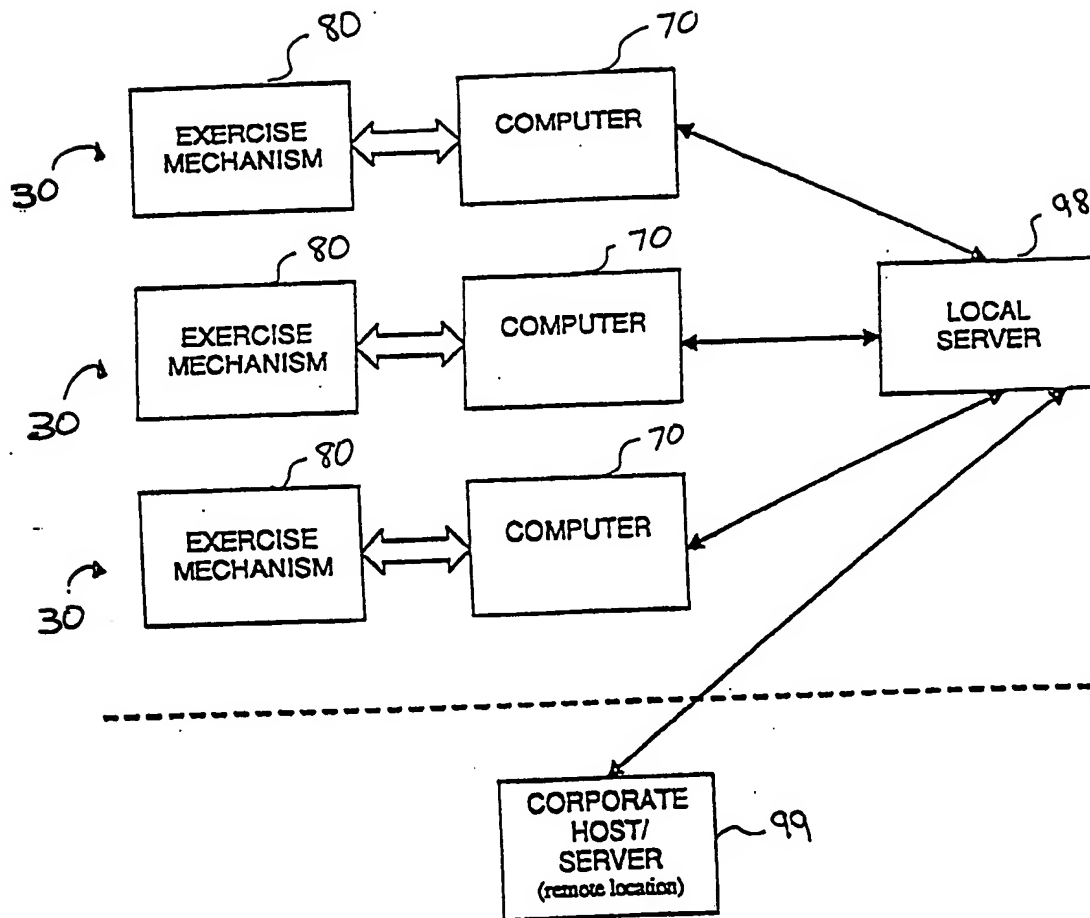 80
70
EXERCISE
MECHANISM
COMPUTER
30
98
80
70
EXERCISE
MECHANISM
COMPUTER
LOCAL
SERVER
30
80
70
EXERCISE
MECHANISM
COMPUTER
30
CORPORATE
HOST/
SERVER
(remote location)
99